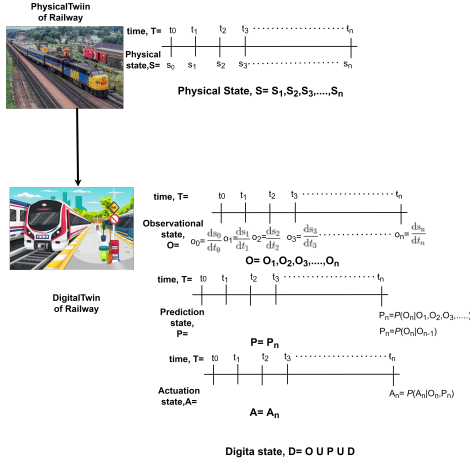 PhysicalTwiin
of Railway
time, T= t0 t1 t2 t3 tn
Physical
state,S= s0 s1 s2 s3 sn
Physical State, S= S1,S2,S3,....,Sn
time, T= t0 t1 t2 t3 tn
Observational
state,
O= o0=ds0/dt0 o1=ds1/dt1 o2=ds2/dt2 o3=ds3/dt3 on=dsn/dtn
O= O1,O2,O3,....,On
time, T= t0 t1 t2 t3 tn
DigitalTwin
of Railway
Prediction
state,
P=
Pn=P(On|O1,O2,O3,.....)
Pn=P(On|On-1)
P= Pn
time, T= t0 t1 t2 t3 tn
Actuation
state,A=
An= P(An|On,Pn)
A= An
Digita state, D= O U P U D